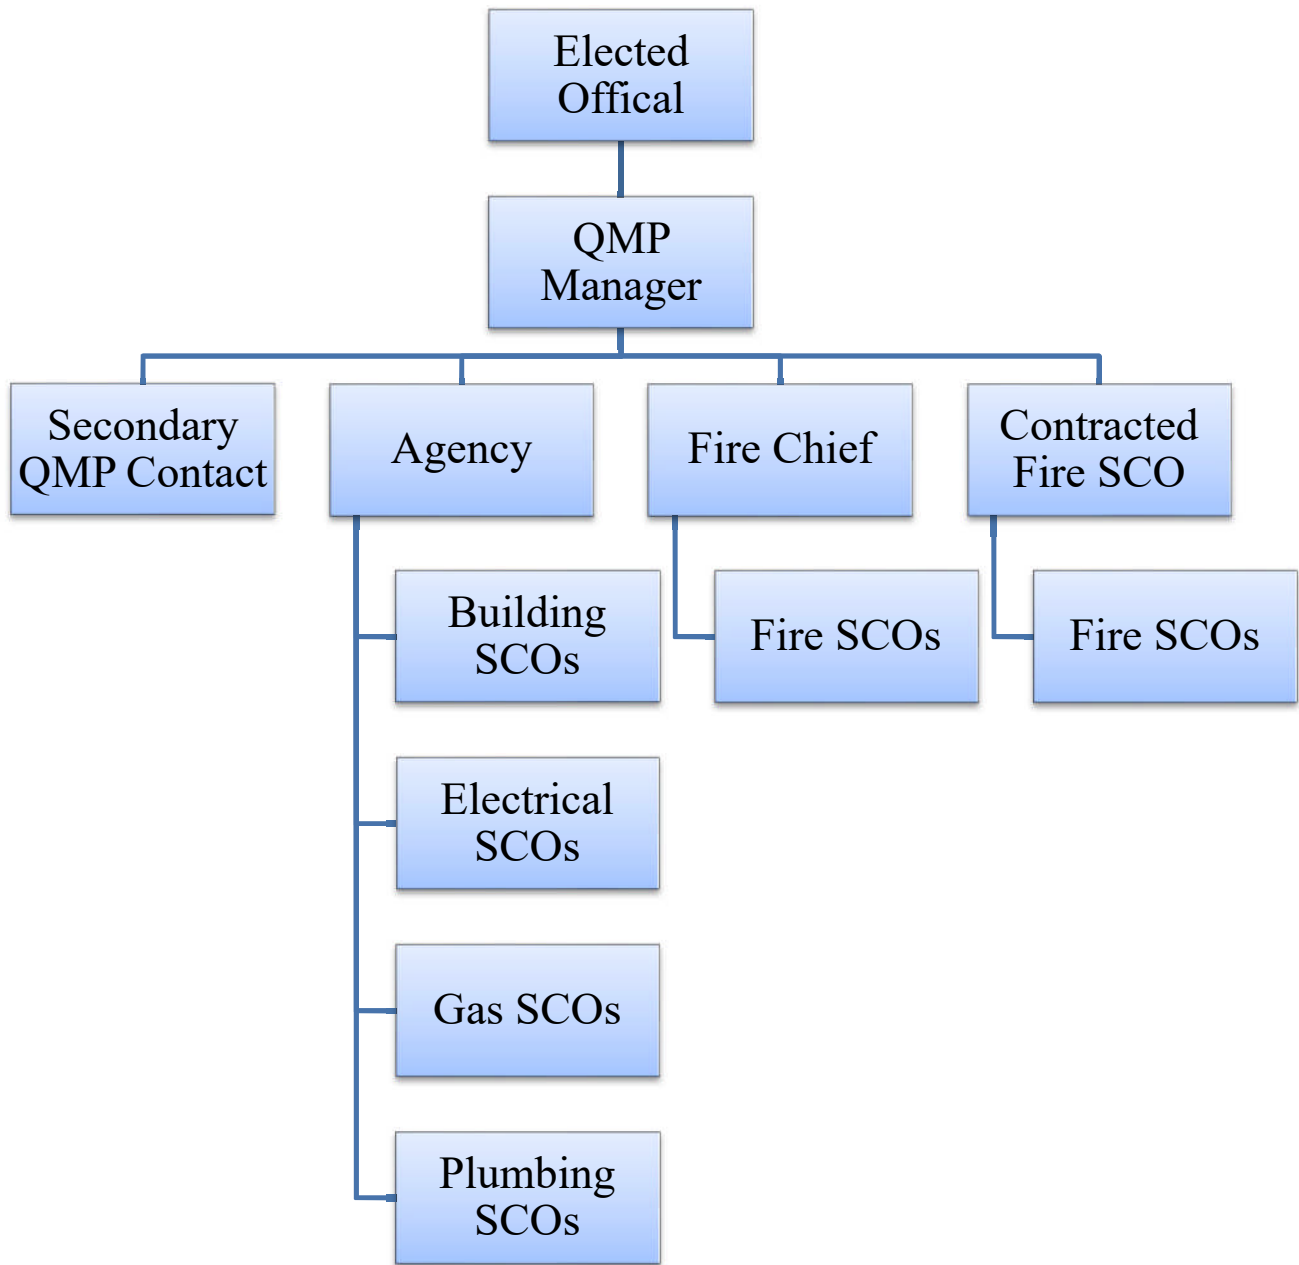 Elected
Offical
QMP
Manager
Secondary
QMP Contact
Agency
Fire Chief
Contracted
Fire SCO
Building
SCOs
Fire SCOs
Fire SCOs
Electrical
SCOs
Gas SCOs
Plumbing
SCOs